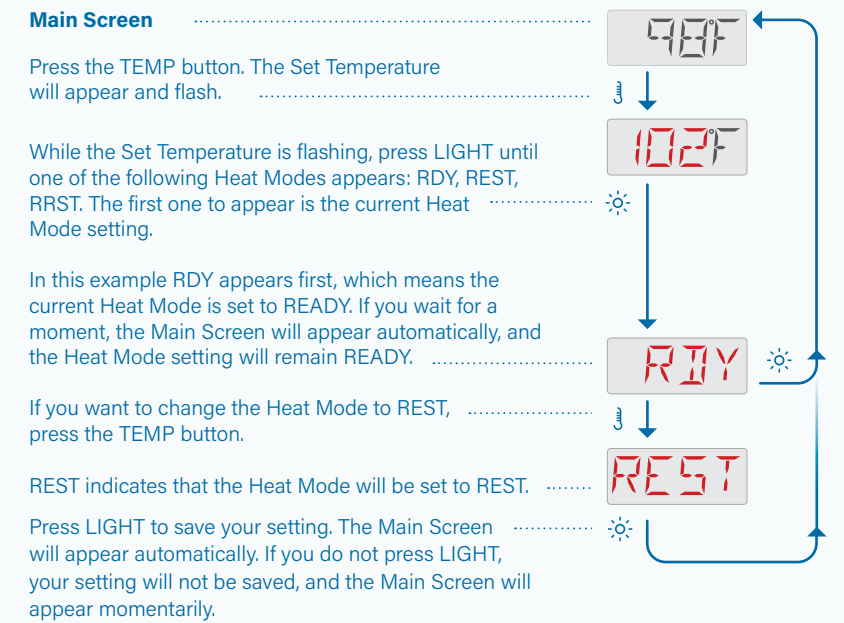 Main Screen
98°F
Press the TEMP button. The Set Temperature
will appear and flash.
102°F
While the Set Temperature is flashing, press LIGHT until
one of the following Heat Modes appears: RDY, REST,
RRST. The first one to appear is the current Heat
Mode setting.
In this example RDY appears first, which means the
current Heat Mode is set to READY. If you wait for a
moment, the Main Screen will appear automatically, and
the Heat Mode setting will remain READY.
RDY
If you want to change the Heat Mode to REST,
press the TEMP button.
REST indicates that the Heat Mode will be set to REST.
REST
Press LIGHT to save your setting. The Main Screen
will appear automatically. If you do not press LIGHT,
your setting will not be saved, and the Main Screen will
appear momentarily.